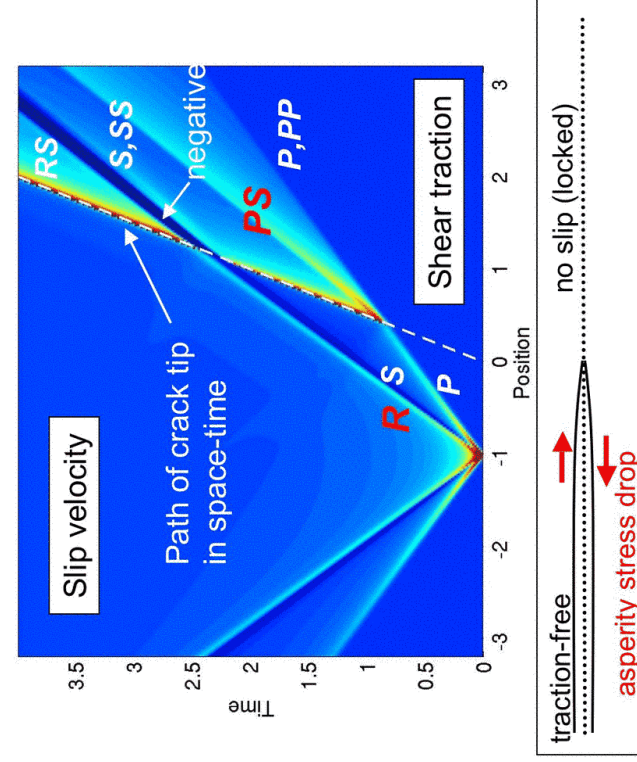 Slip velocity
RS
S,SS
negative
Path of crack tip
in space-time
PS
P,PP
R
S
P
Shear traction
Time
3.5
3
2.5
2
1.5
1
0.5
0
-3
-2
-1
0
1
2
3
Position
traction-free
no slip (locked)
asperity stress drop